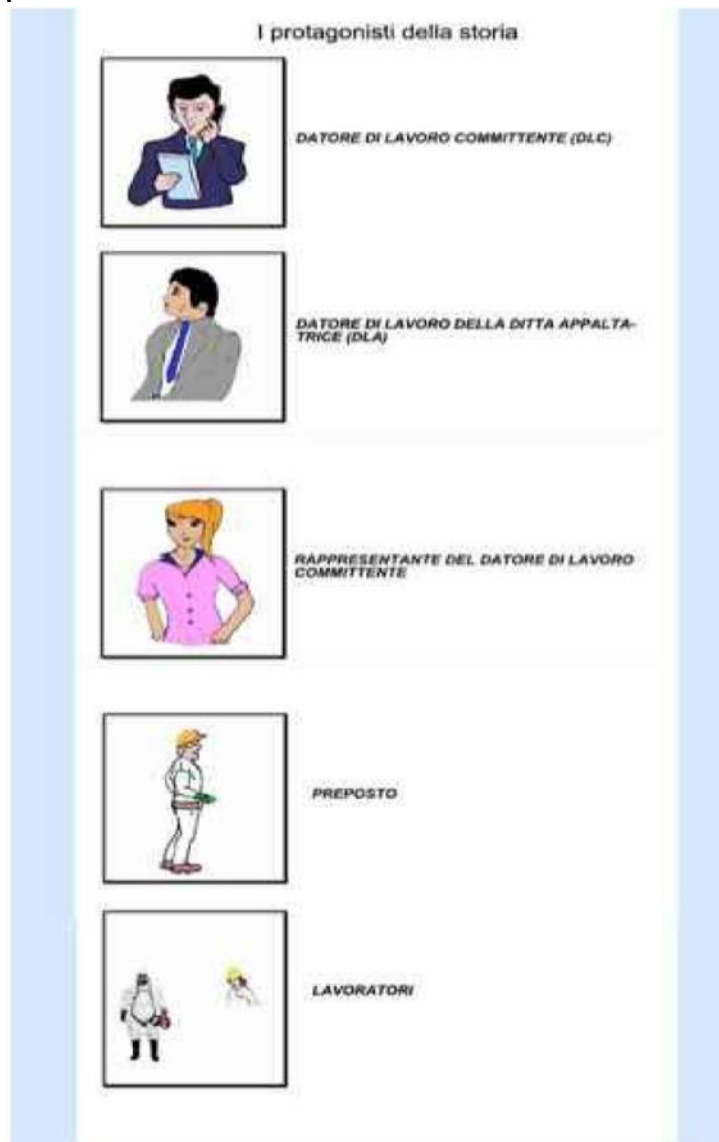 I protagonisti della storia
DATORE DI LAVORO COMMITTENTE (DLC)
DATORE DI LAVORO DELLA DITTA APPALTA-
TRICE (DLA)
RAPPRESENTANTE DEL DATORE DI LAVORO
COMMITTENTE
PREPOSTO
LAVORATORI